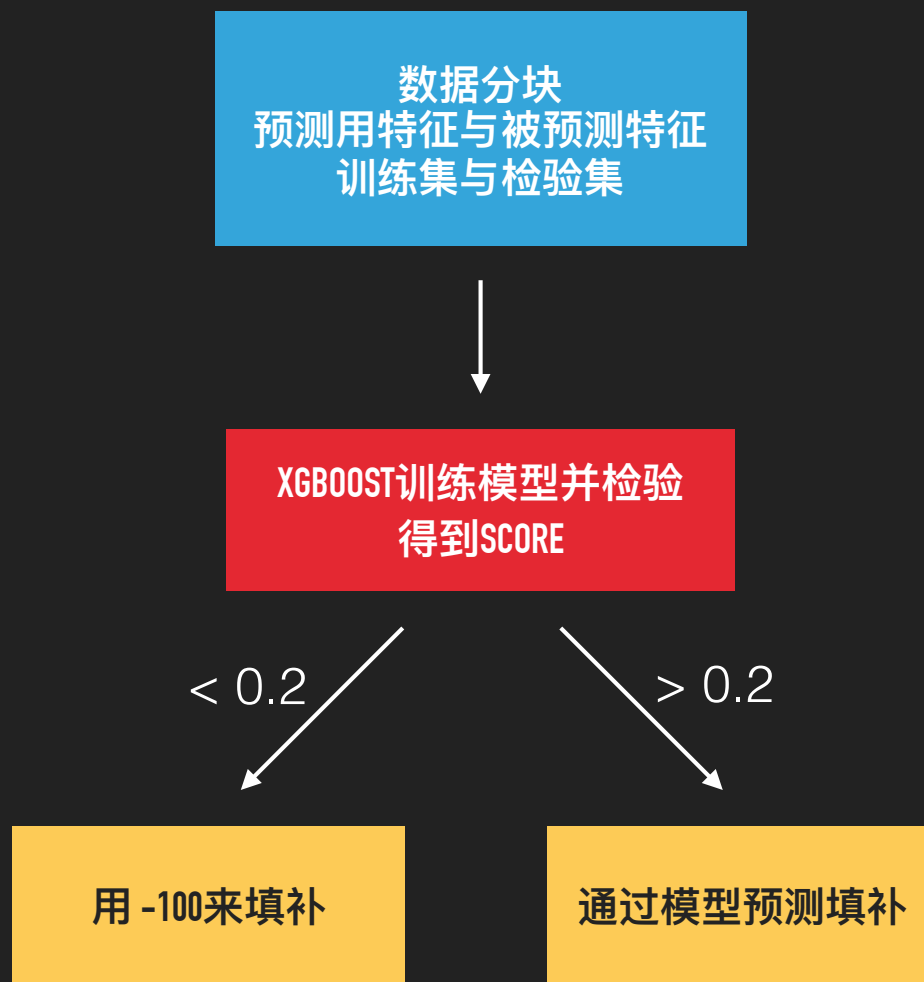 数据分块
预测用特征与被预测特征
训练集与检验集
XGBOOST训练模型并检验
得到SCORE
< 0.2
> 0.2
用 -100来填补
通过模型预测填补